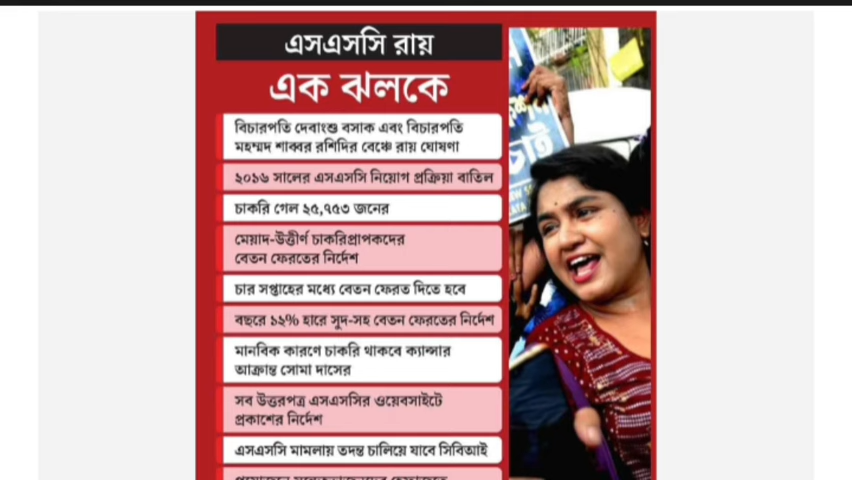 এসএসসি রায়
এক ঝলকে
বিচারপতি দেবাংশু বসাক এবং বিচারপতি
মহম্মদ শাব্বর রশিদির বেঞ্চে রায় ঘোষণা
২০১৬ সালের এসএসসি নিয়োগ প্রক্রিয়া বাতিল
চাকরি গেল ২৫,৭৫৩ জনের
মেয়াদ-উত্তীর্ণ চাকরিপ্রাপকদের
বেতন ফেরতের নির্দেশ
চার সপ্তাহের মধ্যে বেতন ফেরত দিতে হবে
বছরে ১২% হারে সুদ-সহ বেতন ফেরতের নির্দেশ
মানবিক কারণে চাকরি থাকবে ক্যান্সার
আক্রান্ত সোমা দাসের
সব উত্তরপত্র এসএসসির ওয়েবসাইটে
প্রকাশের নির্দেশ
এসএসসি মামলায় তদন্ত চালিয়ে যাবে সিবিআই